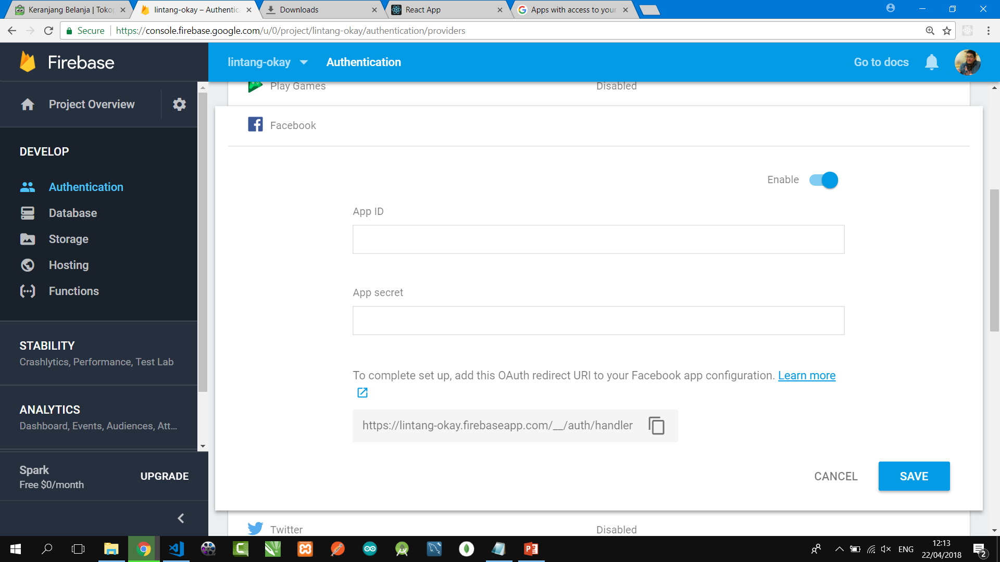 Keranjang Belanja | Toko
lintang-okay – Authentic
Downloads
React App
Apps with access to your
Secure
https://console.firebase.google.com/u/0/project/lintang-okay/authentication/providers
Firebase
lintang-okay
Authentication
Go to docs
Play Games
Disabled
Project Overview
Facebook
DEVELOP
Enable
Authentication
App ID
Database
Storage
Hosting
Functions
App secret
STABILITY
Crashlytics, Performance, Test Lab
To complete set up, add this OAuth redirect URI to your Facebook app configuration. Learn more
ANALYTICS
Dashboard, Events, Audiences, Att...
https://lintang-okay.firebaseapp.com/__/auth/handler
Spark
Free $0/month
UPGRADE
CANCEL
SAVE
Twitter
Disabled
ENG
12:13
22/04/2018
2